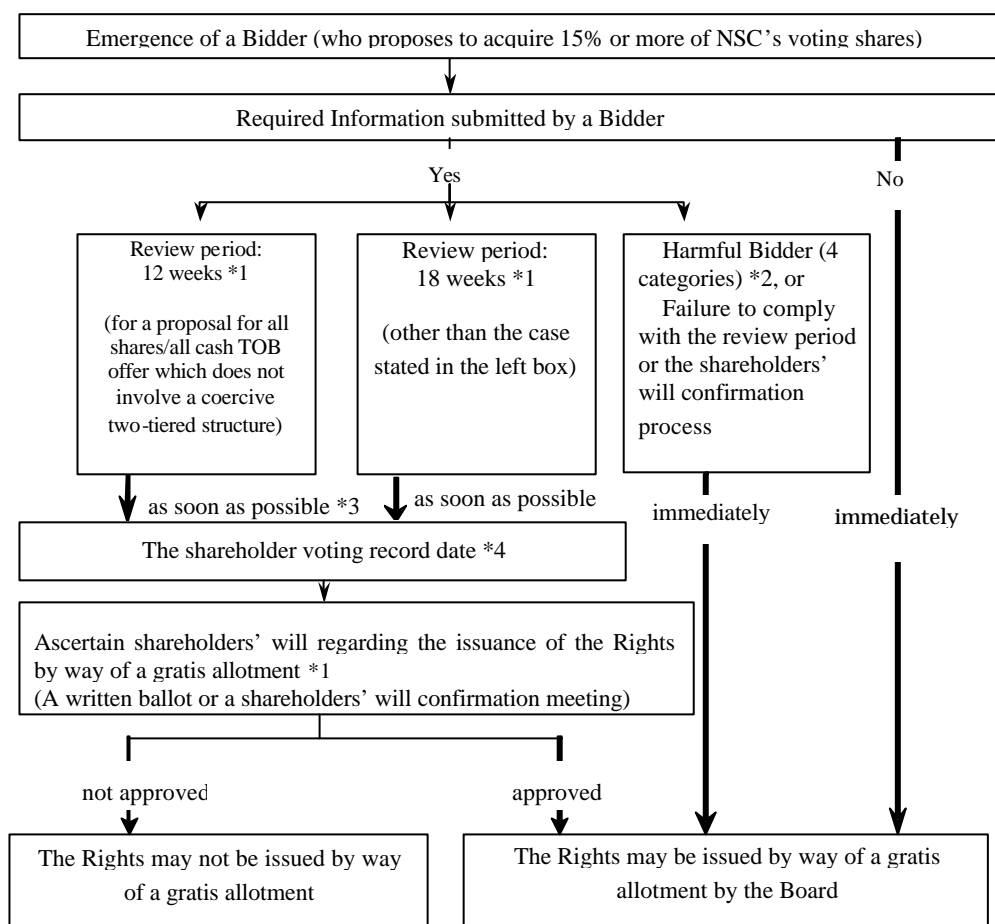 Emergence of a Bidder (who proposes to acquire 15% or more of NSC’s voting shares)
Required Information submitted by a Bidder
Yes
No
Review period:
12 weeks *1
(for a proposal for all
shares/all cash TOB
offer which does not
involve a coercive
two-tiered structure)
Review period:
18 weeks *1
(other than the case
stated in the left box)
Harmful Bidder (4
categories) *2, or
Failure to comply
with the review period
or the shareholders’
will confirmation
process
as soon as possible *3
as soon as possible
immediately
immediately
The shareholder voting record date *4
Ascertain shareholders’ will regarding the issuance of the Rights
by way of a gratis allotment *1
(A written ballot or a shareholders’ will confirmation meeting)
not approved
approved
The Rights may not be issued by way
of a gratis allotment
The Rights may be issued by way of a gratis
allotment by the Board